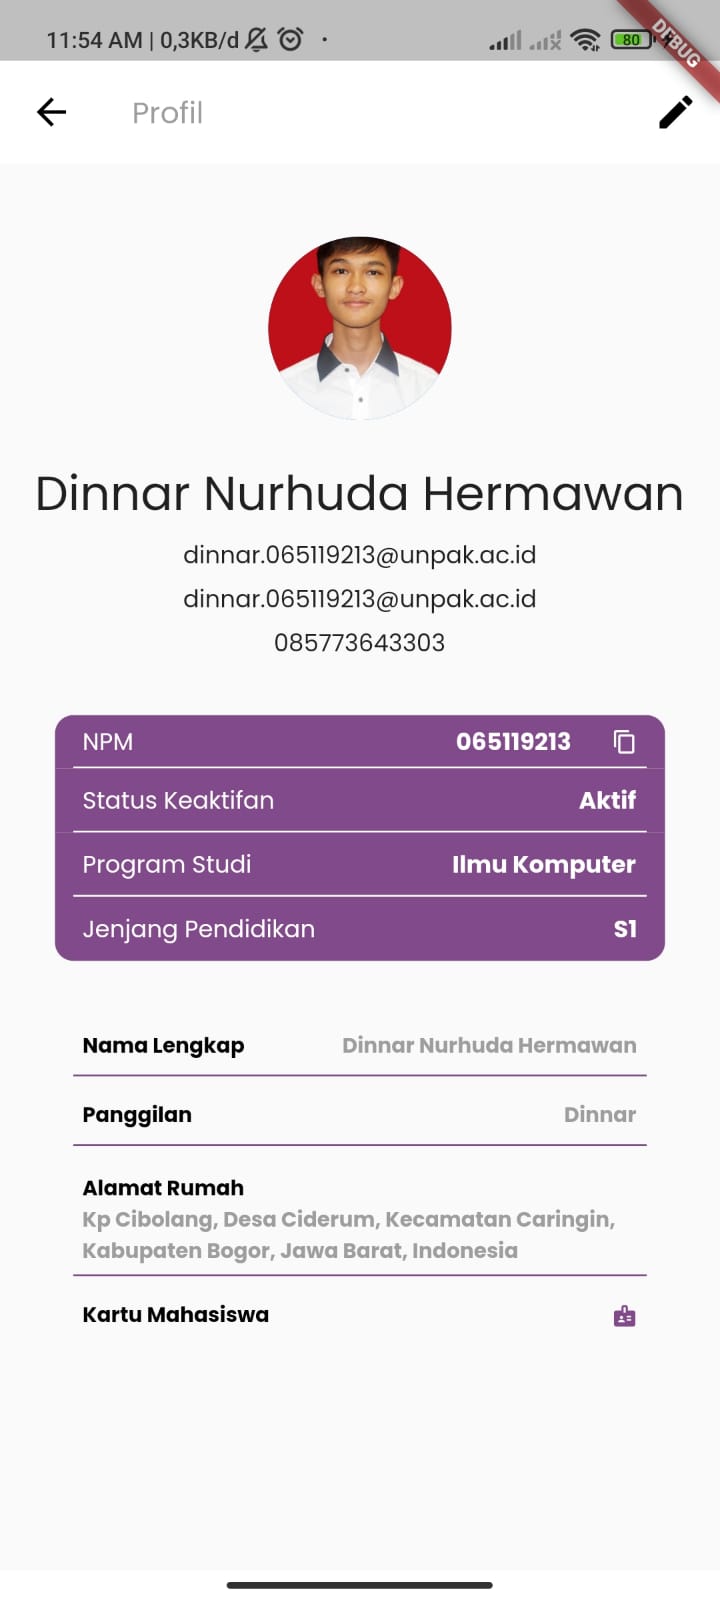 11:54 AM | 0,3KB/d
80
DEBUG
Profil
Dinnar Nurhuda Hermawan
dinnar.065119213@unpak.ac.id
dinnar.065119213@unpak.ac.id
085773643303
NPM 065119213
Status Keaktifan Aktif
Program Studi Ilmu Komputer
Jenjang Pendidikan S1
Nama Lengkap Dinnar Nurhuda Hermawan
Panggilan Dinnar
Alamat Rumah
Kp Cibolang, Desa Ciderum, Kecamatan Caringin,
Kabupaten Bogor, Jawa Barat, Indonesia
Kartu Mahasiswa